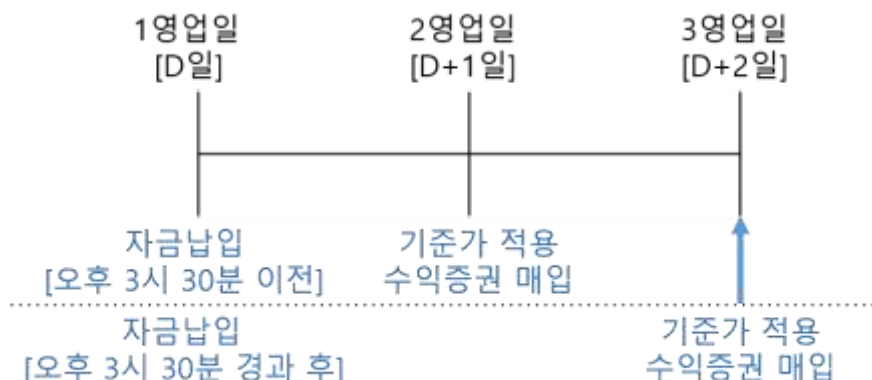 1영업일 2영업일 3영업일
[D일] [D+1일] [D+2일]
자금납입 기준가 적용
[오후 3시 30분 이전] 수익증권 매입
자금납입 기준가 적용
[오후 3시 30분 경과 후] 수익증권 매입